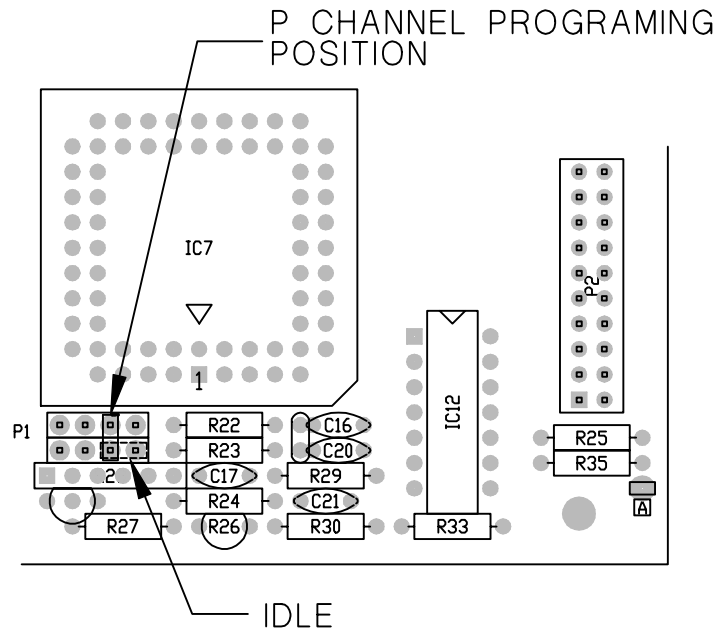 P CHANNEL PROGRAMING
POSITION
IC7
P2
1
IC12
P1
R22
C16
R23
C20
R25
R29
C17
R35
R24
C21
A
R27
R26
R30
R33
IDLE